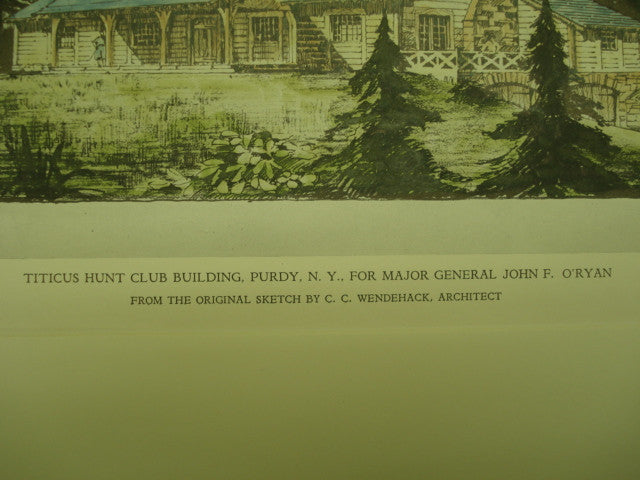 TITICUS HUNT CLUB BUILDING, PURDY, N. Y., FOR MAJOR GENERAL JOHN F. O'RYAN
FROM THE ORIGINAL SKETCH BY C. C. WENDEHACK, ARCHITECT